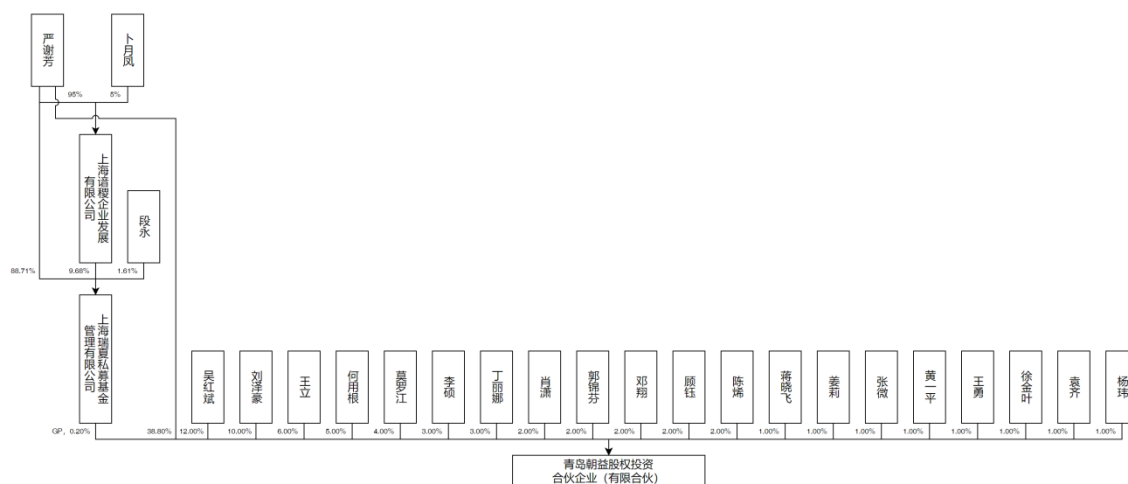 严谢芳
卜月凤
95%
5%
上海谙稷企业发展
有限公司
段永
88.71%
9.68%
1.61%
上海瑞夏私募基金
管理有限公司
吴红斌
刘泽豪
王立
何用根
莫罗江
李硕
丁丽娜
肖潇
郭锦芬
邓翔
顾钰
陈烯
蒋晓飞
姜莉
张微
黄一平
王勇
徐金叶
袁齐
杨玮
GP，0.20%
38.80%
12.00%
10.00%
6.00%
5.00%
4.00%
3.00%
3.00%
2.00%
2.00%
2.00%
2.00%
2.00%
1.00%
1.00%
1.00%
1.00%
1.00%
1.00%
1.00%
1.00%
青岛朝益股权投资
合伙企业（有限合伙）